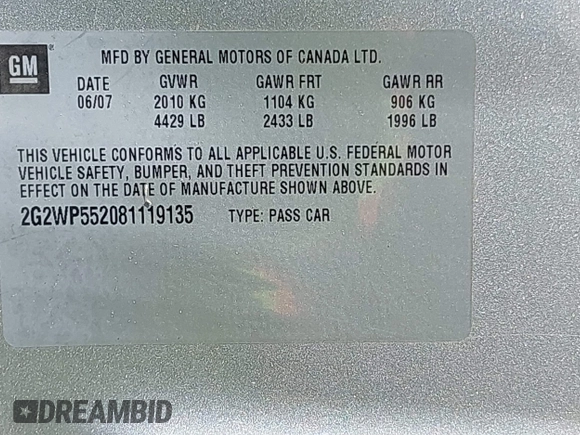 GM ®
MFD BY GENERAL MOTORS OF CANADA LTD.
DATE GVWR GAWR FRT GAWR RR
06/07 2010 KG 1104 KG 906 KG
4429 LB 2433 LB 1996 LB
THIS VEHICLE CONFORMS TO ALL APPLICABLE U.S. FEDERAL MOTOR
VEHICLE SAFETY, BUMPER, AND THEFT PREVENTION STANDARDS IN
EFFECT ON THE DATE OF MANUFACTURE SHOWN ABOVE.
2G2WP552081119135 TYPE: PASS CAR
DREAMBID